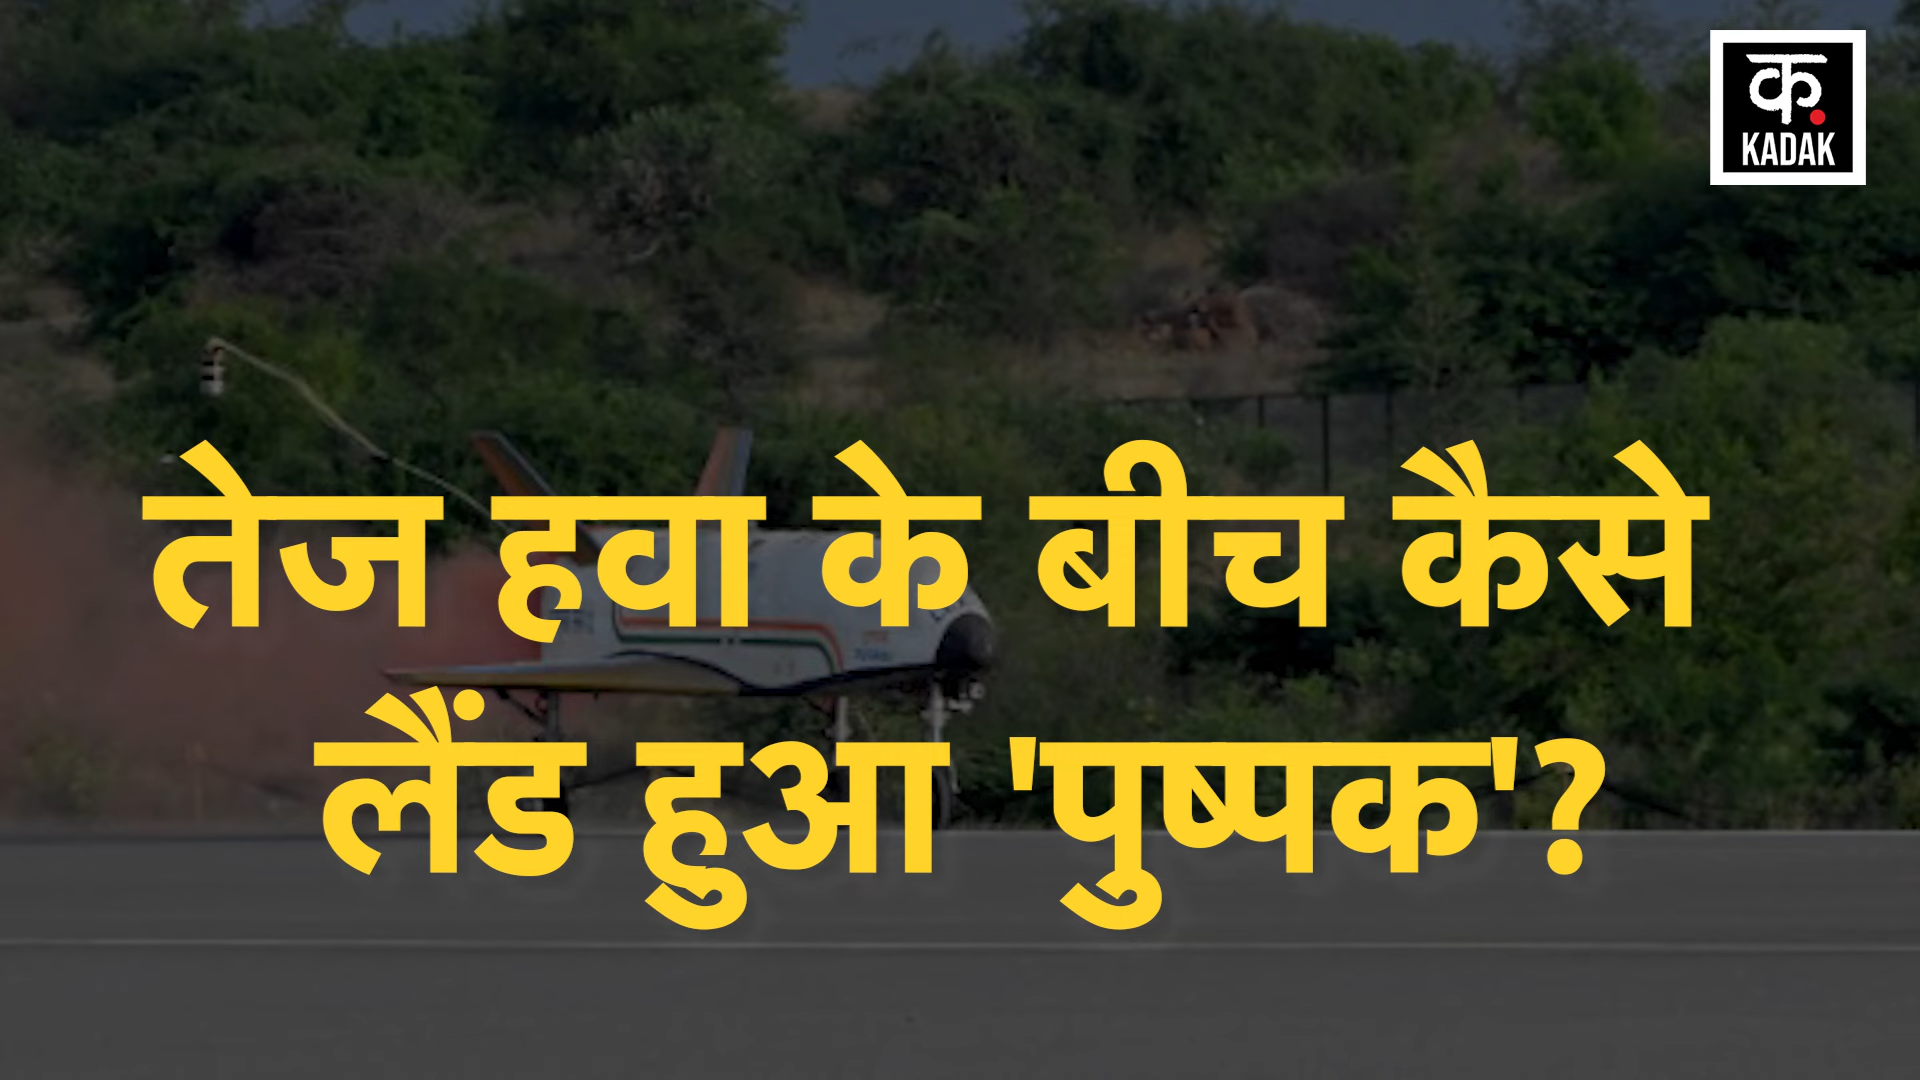 क
KADAK
तेज हवा के बीच कैसे
लैंड हुआ 'पुष्पक'?